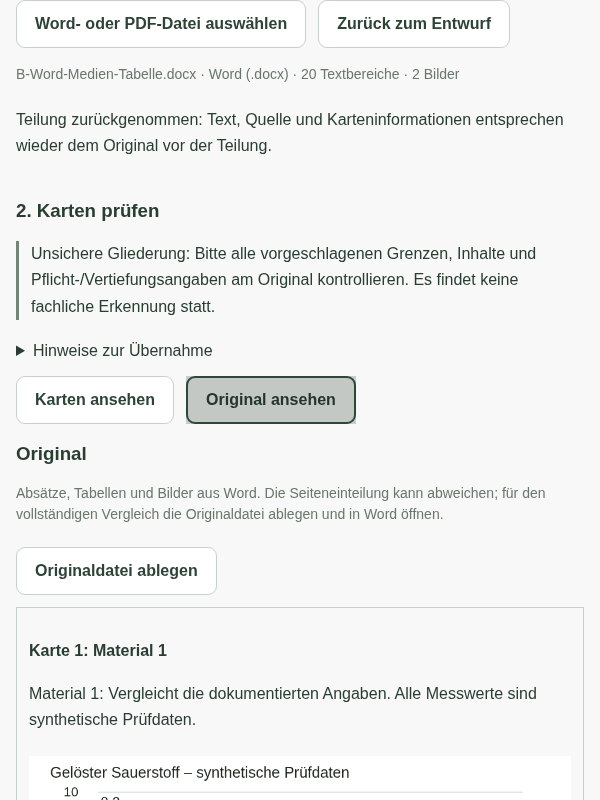 Word- oder PDF-Datei auswählen
Zurück zum Entwurf
B-Word-Medien-Tabelle.docx · Word (.docx) · 20 Textbereiche · 2 Bilder
Teilung zurückgenommen: Text, Quelle und Karteninformationen entsprechen
wieder dem Original vor der Teilung.
2. Karten prüfen
Unsichere Gliederung: Bitte alle vorgeschlagenen Grenzen, Inhalte und
Pflicht-/Vertiefungsangaben am Original kontrollieren. Es findet keine
fachliche Erkennung statt.
Hinweise zur Übernahme
Karten ansehen
Original ansehen
Original
Absätze, Tabellen und Bilder aus Word. Die Seiteneinteilung kann abweichen; für den
vollständigen Vergleich die Originaldatei ablegen und in Word öffnen.
Originaldatei ablegen
Karte 1: Material 1
Material 1: Vergleicht die dokumentierten Angaben. Alle Messwerte sind
synthetische Prüfdaten.
Gelöster Sauerstoff – synthetische Prüfdaten
10